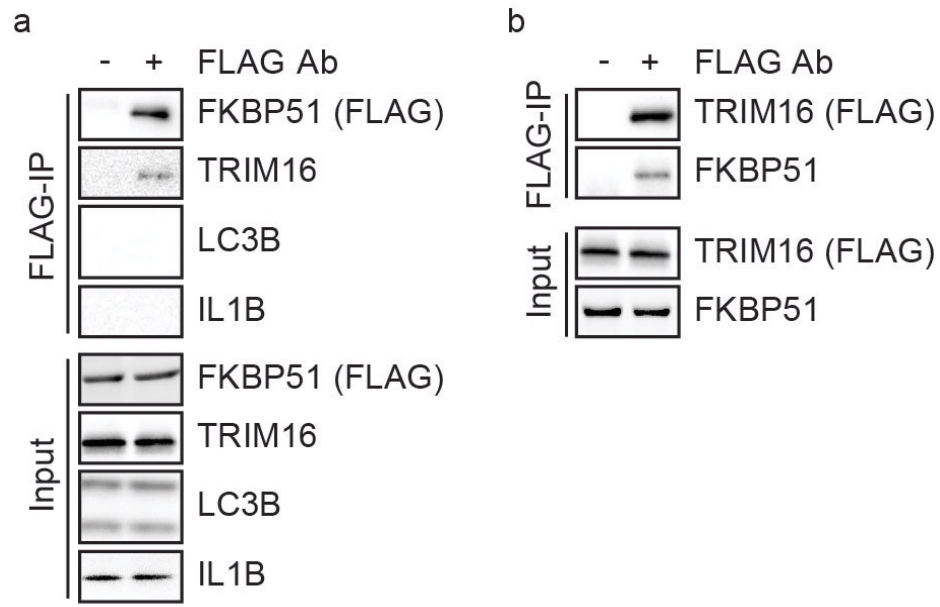 a
- + FLAG Ab
FLAG-IP
FKBP51 (FLAG)
TRIM16
LC3B
IL1B
Input
FKBP51 (FLAG)
TRIM16
LC3B
IL1B
b
- + FLAG Ab
FLAG-IP
TRIM16 (FLAG)
FKBP51
Input
TRIM16 (FLAG)
FKBP51